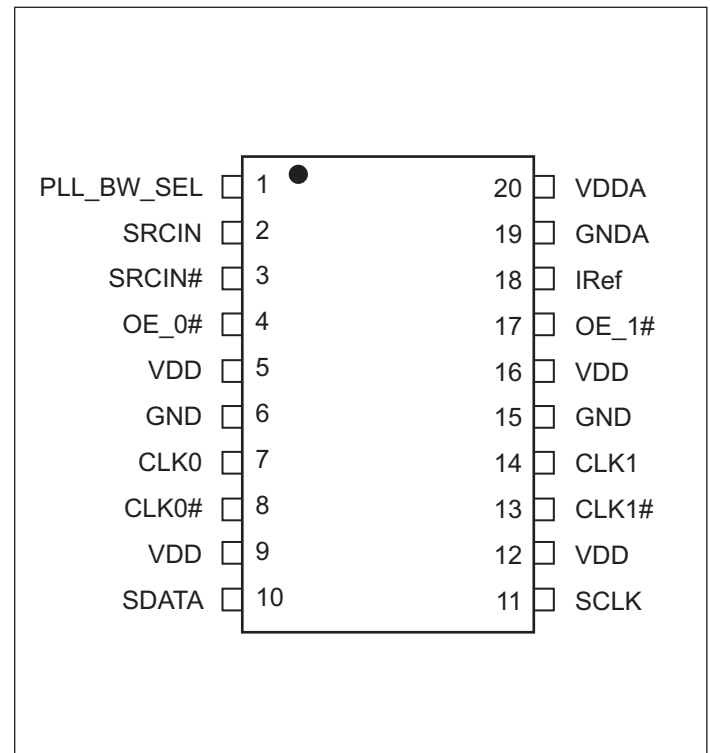 PLL_BW_SEL 1 20 VDDA
SRCIN 2 19 GNDA
SRCIN# 3 18 IRef
OE_0# 4 17 OE_1#
VDD 5 16 VDD
GND 6 15 GND
CLK0 7 14 CLK1
CLK0# 8 13 CLK1#
VDD 9 12 VDD
SDATA 10 11 SCLK